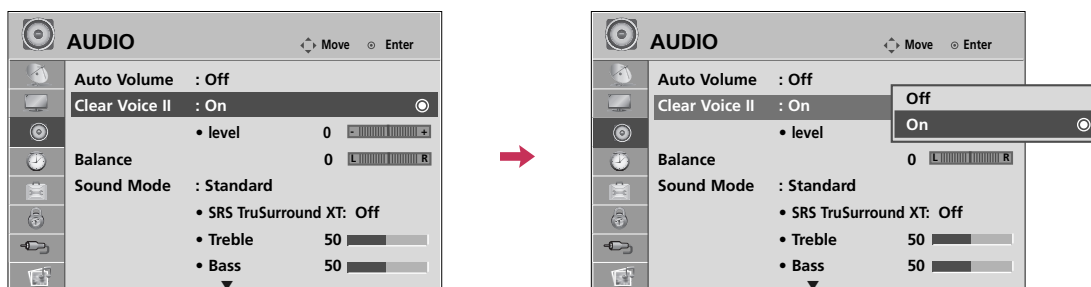 AUDIO
Move Enter
Auto Volume : Off
Clear Voice II : On
• level 0 - +
Balance 0 L R
Sound Mode : Standard
• SRS TruSurround XT: Off
• Treble 50
• Bass 50
AUDIO
Move Enter
Auto Volume : Off
Clear Voice II : On
Off
On
• level
Balance 0 L R
Sound Mode : Standard
• SRS TruSurround XT: Off
• Treble 50
• Bass 50